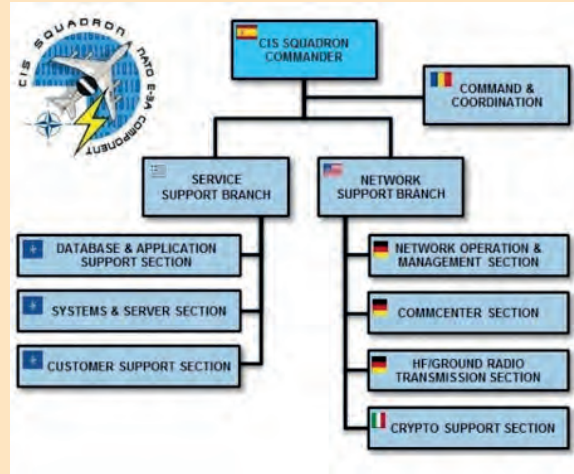 CIS SQUADRON NATO E-3A COMPONENT
CIS SQUADRON
COMMANDER
COMMAND &
COORDINATION
SERVICE
SUPPORT BRANCH
NETWORK
SUPPORT BRANCH
DATABASE & APPLICATION
SUPPORT SECTION
NETWORK OPERATION &
MANAGEMENT SECTION
SYSTEMS & SERVER SECTION
COMMCENTER SECTION
CUSTOMER SUPPORT SECTION
HF/GROUND RADIO
TRANSMISSION SECTION
CRYPTO SUPPORT SECTION